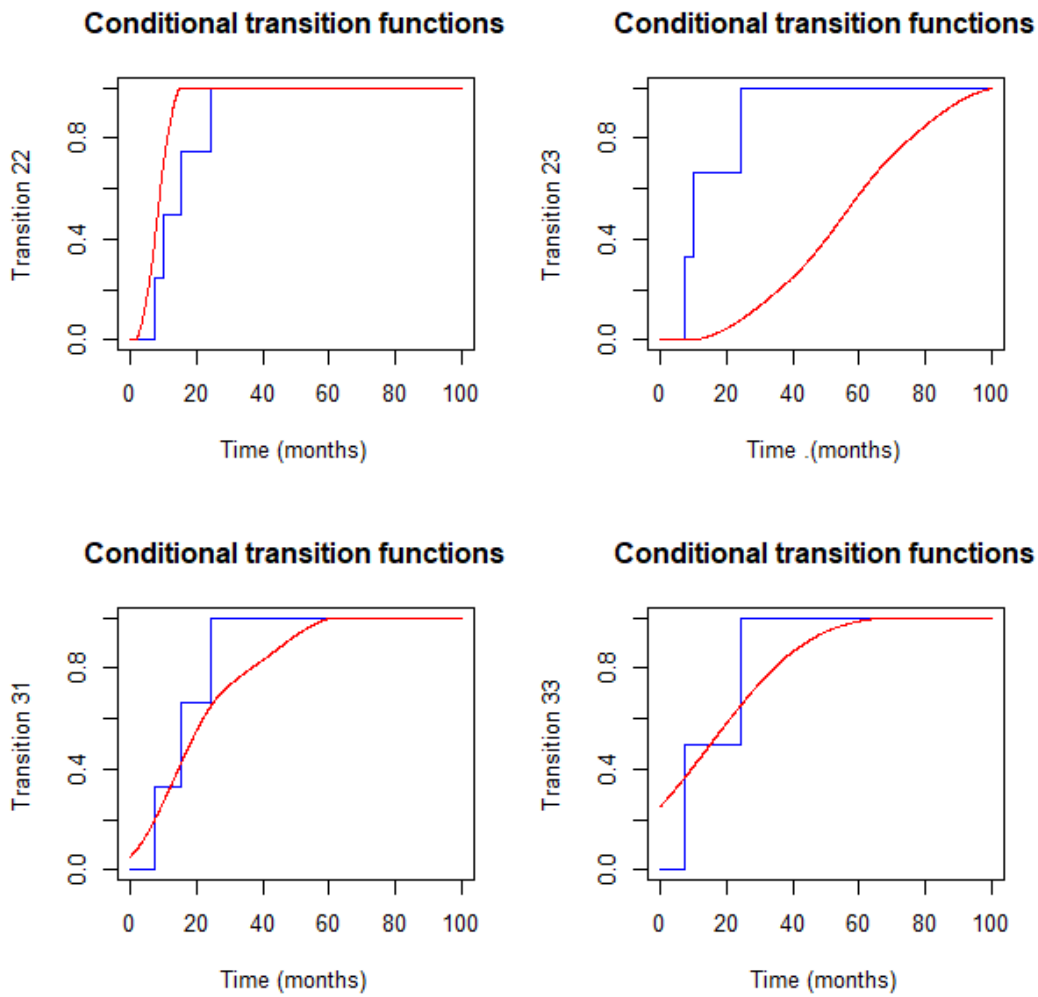 Conditional transition functions
Transition 22
0.0 0.4 0.8
0 20 40 60 80 100
Time (months)
Conditional transition functions
Transition 23
0.0 0.4 0.8
0 20 40 60 80 100
Time .(months)
Conditional transition functions
Transition 31
0.0 0.4 0.8
0 20 40 60 80 100
Time (months)
Conditional transition functions
Transition 33
0.0 0.4 0.8
0 20 40 60 80 100
Time (months)